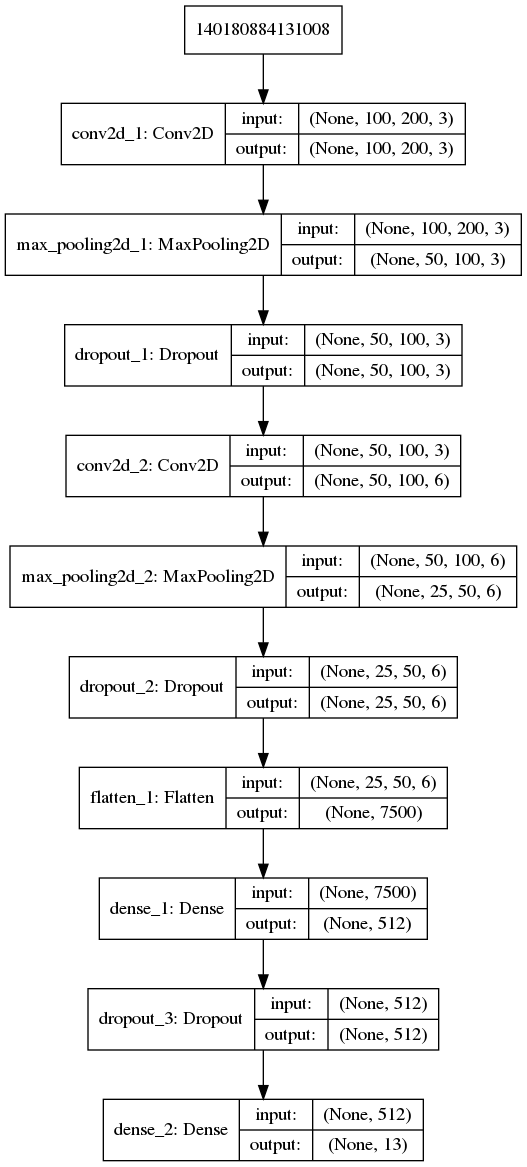 140180884131008
conv2d_1: Conv2D
input: (None, 100, 200, 3)
output: (None, 100, 200, 3)
max_pooling2d_1: MaxPooling2D
input: (None, 100, 200, 3)
output: (None, 50, 100, 3)
dropout_1: Dropout
input: (None, 50, 100, 3)
output: (None, 50, 100, 3)
conv2d_2: Conv2D
input: (None, 50, 100, 3)
output: (None, 50, 100, 6)
max_pooling2d_2: MaxPooling2D
input: (None, 50, 100, 6)
output: (None, 25, 50, 6)
dropout_2: Dropout
input: (None, 25, 50, 6)
output: (None, 25, 50, 6)
flatten_1: Flatten
input: (None, 25, 50, 6)
output: (None, 7500)
dense_1: Dense
input: (None, 7500)
output: (None, 512)
dropout_3: Dropout
input: (None, 512)
output: (None, 512)
dense_2: Dense
input: (None, 512)
output: (None, 13)